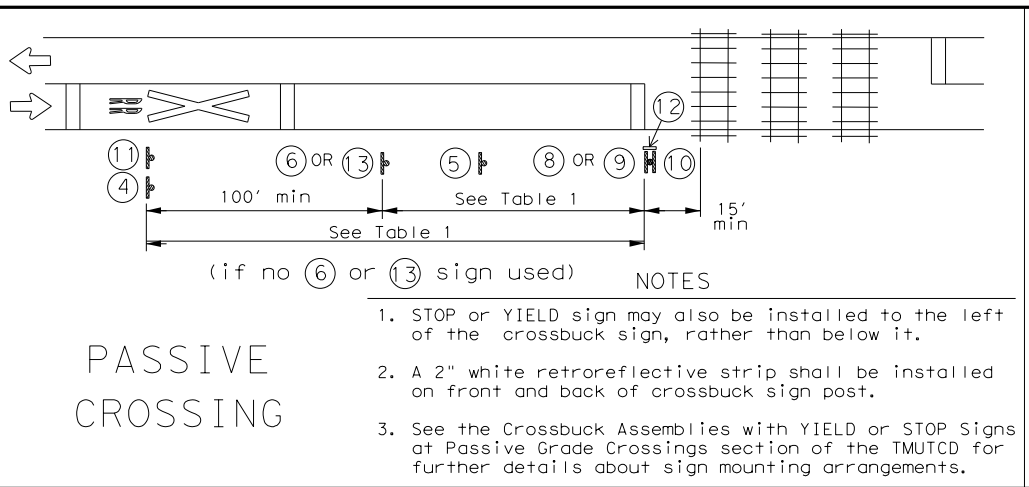 RR
12
11 6 OR 13 5 8 OR 9 10
4
100' min See Table 1 15' min
See Table 1
(if no 6 or 13 sign used)
NOTES
1. STOP or YIELD sign may also be installed to the left
of the crossbuck sign, rather than below it.
PASSIVE
CROSSING
2. A 2" white retroreflective strip shall be installed
on front and back of crossbuck sign post.
3. See the Crossbuck Assemblies with YIELD or STOP Signs
at Passive Grade Crossings section of the TMUTCD for
further details about sign mounting arrangements.